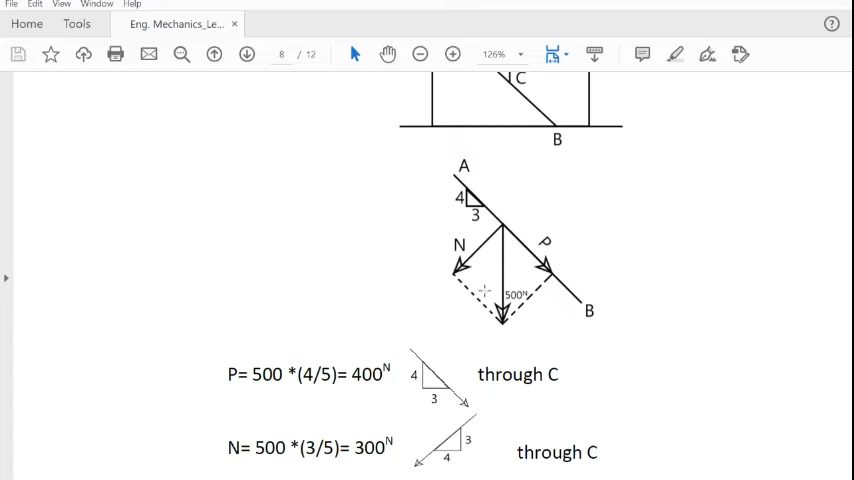 File Edit View Window Help
Home Tools Eng. Mechanics_Le... ×
8 / 12 126%
C
B
A
4
3
N
P
500N
B
P= 500 *(4/5)= 400N 4 3 through C
N= 500 *(3/5)= 300N 3 4 through C